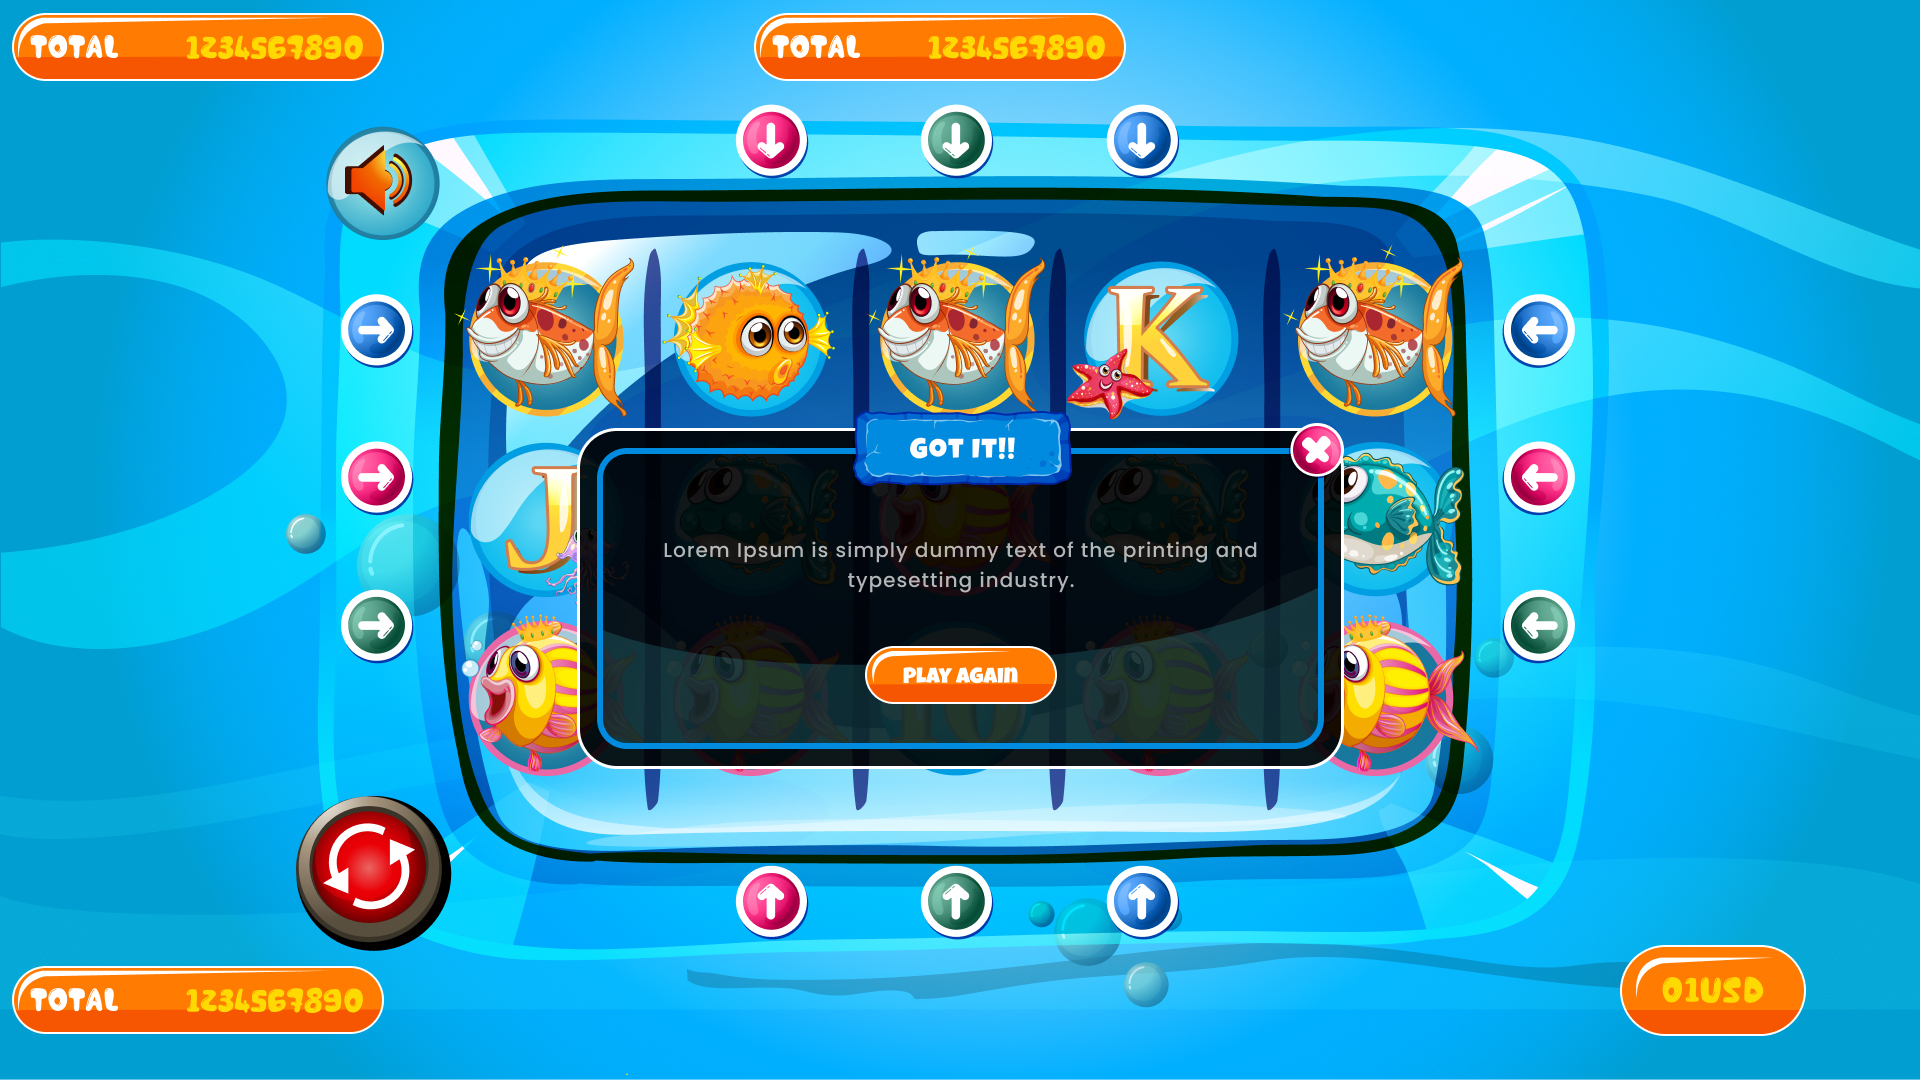 TOTAL 1234567890
TOTAL 1234567890
K
GOT IT!!
J
Lorem Ipsum is simply dummy text of the printing and
typesetting industry.
PLAY AGAIN
10
TOTAL 1234567890
01USD